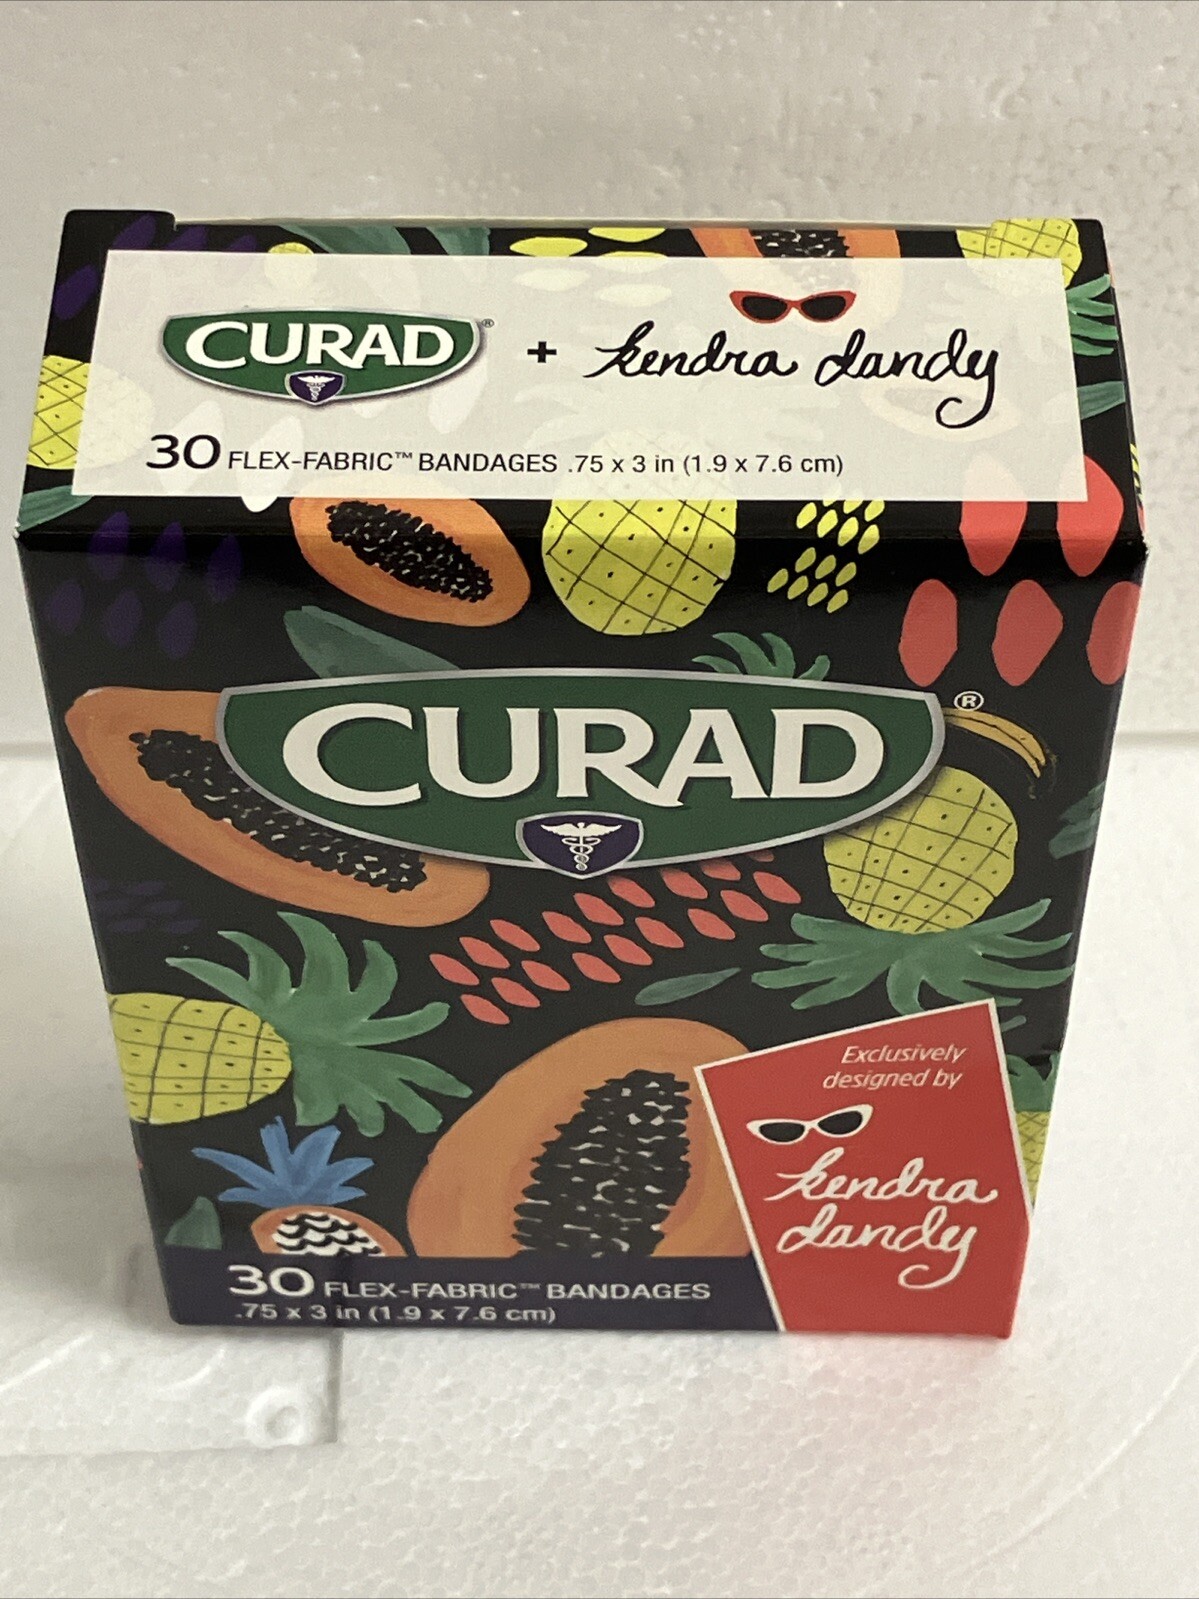 CURAD® + kendra dandy
30 FLEX-FABRIC™ BANDAGES .75 x 3 in (1.9 x 7.6 cm)
CURAD®
Exclusively
designed by
kendra
dandy
30 FLEX-FABRIC™ BANDAGES
.75 x 3 in (1.9 x 7.6 cm)